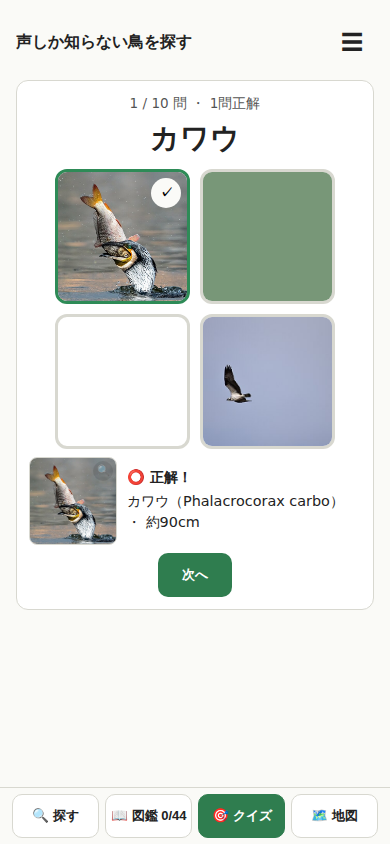 声しか知らない鳥を探す
1 / 10 問 ・ 1問正解
カワウ
✓
⭕ 正解！
カワウ（Phalacrocorax carbo）
・ 約90cm
次へ
🔍 探す
📖 図鑑 0/44
🎯 クイズ
🗺️ 地図